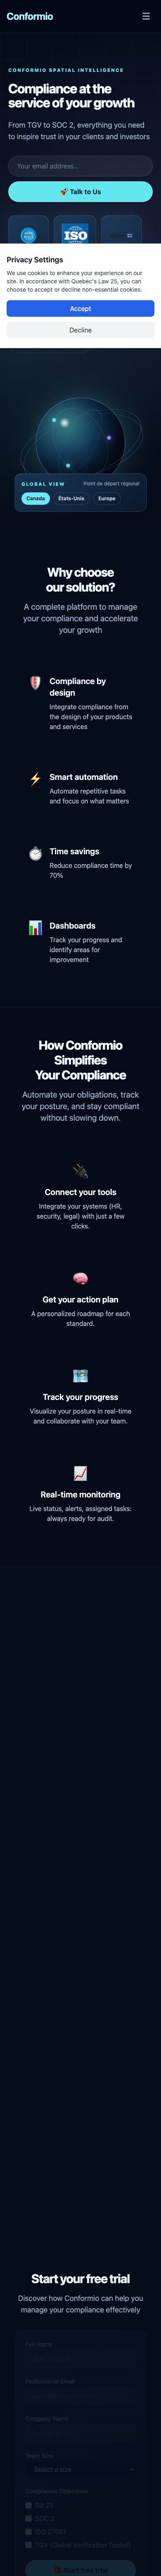 Conformio
CONFORMIO SPATIAL INTELLIGENCE
Compliance at the
service of your growth
From TGV to SOC 2, everything you need
to inspire trust in your clients and investors
Your email address...
🚀 Talk to Us
ISO
Privacy Settings
We use cookies to enhance your experience on our
site. In accordance with Quebec's Law 25, you can
choose to accept or decline non-essential cookies.
Accept
Decline
GLOBAL VIEW
Point de départ régional
Canada
États-Unis
Europe
Why choose
our solution?
A complete platform to manage
your compliance and accelerate
your growth
Compliance by
design
Integrate compliance from
the design of your products
and services
Smart automation
Automate repetitive tasks
and focus on what matters
Time savings
Reduce compliance time by
70%
Dashboards
Track your progress and
identify areas for
improvement
How Conformio
Simplifies
Your Compliance
Automate your obligations, track
your posture, and stay compliant
without slowing down.
Connect your tools
Integrate your systems (HR,
security, legal) with just a few
clicks.
Get your action plan
A personalized roadmap for each
standard.
Track your progress
Visualize your posture in real-time
and collaborate with your team.
Real-time monitoring
Live status, alerts, assigned tasks:
always ready for audit.
Start your free trial
Discover how Conformio can help you
manage your compliance effectively
Full Name
Professional Email
Company Name
Team Size
Select a size
Compliance Objectives
Bill 25
SOC 2
ISO 27001
TGV (Global Verification Toolkit)
Start free trial